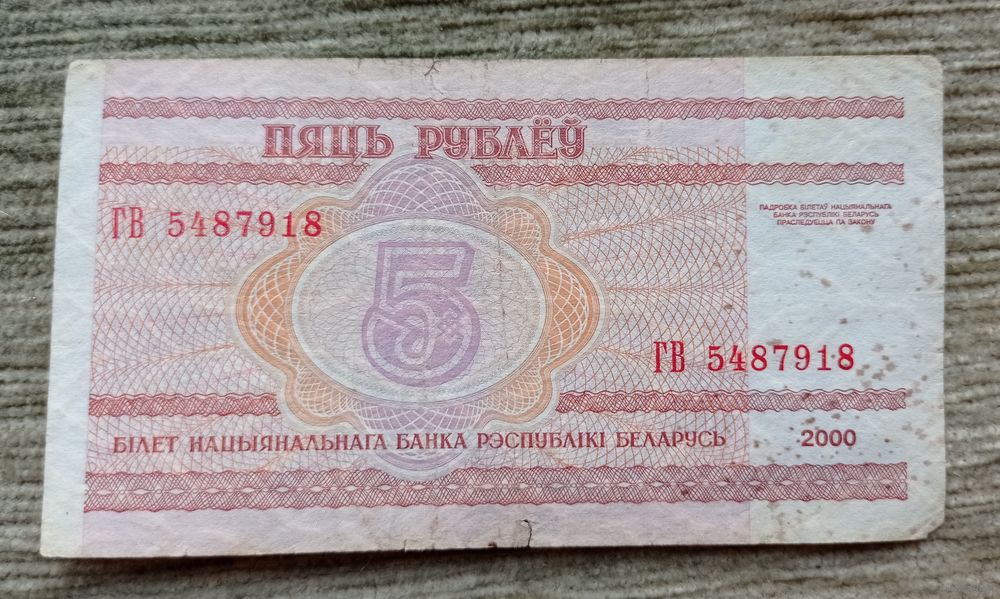 ПЯЦЬ РУБЛЁЎ
ГВ 5487918
ПАДРОБКА БІЛЕТАЎ НАЦЫЯНАЛЬНАГА
БАНКА РЭСПУБЛІКІ БЕЛАРУСЬ
ПРАСЛЕДУЕЦЦА ПА ЗАКОНУ
5
ГВ 5487918
БІЛЕТ НАЦЫЯНАЛЬНАГА БАНКА РЭСПУБЛІКІ БЕЛАРУСЬ
2000